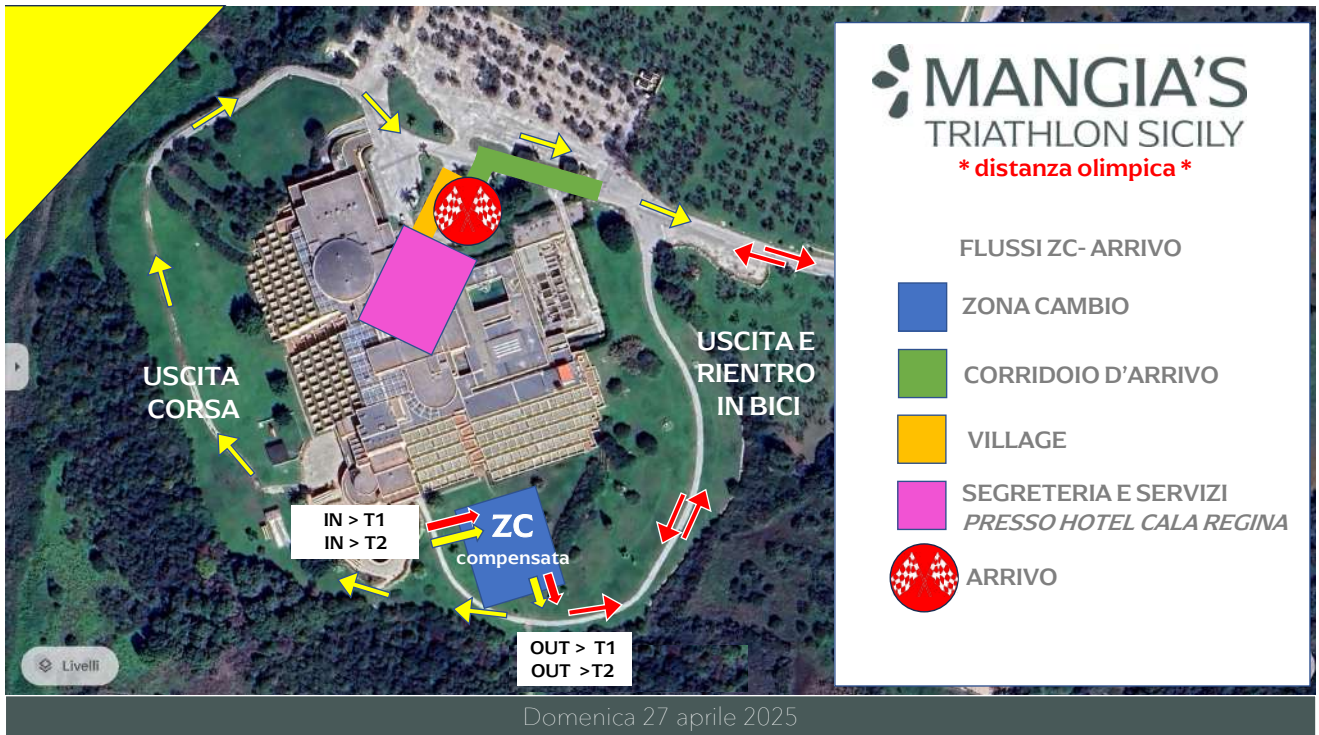 MANGIA'S
TRIATHLON SICILY
* distanza olimpica *
FLUSSI ZC- ARRIVO
ZONA CAMBIO
CORRIDOIO D'ARRIVO
VILLAGE
SEGRETERIA E SERVIZI
PRESSO HOTEL CALA REGINA
ARRIVO
USCITA
CORSA
USCITA E
RIENTRO
IN BICI
IN > T1
IN > T2
ZC
compensata
OUT > T1
OUT >T2
Livelli
Domenica 27 aprile 2025